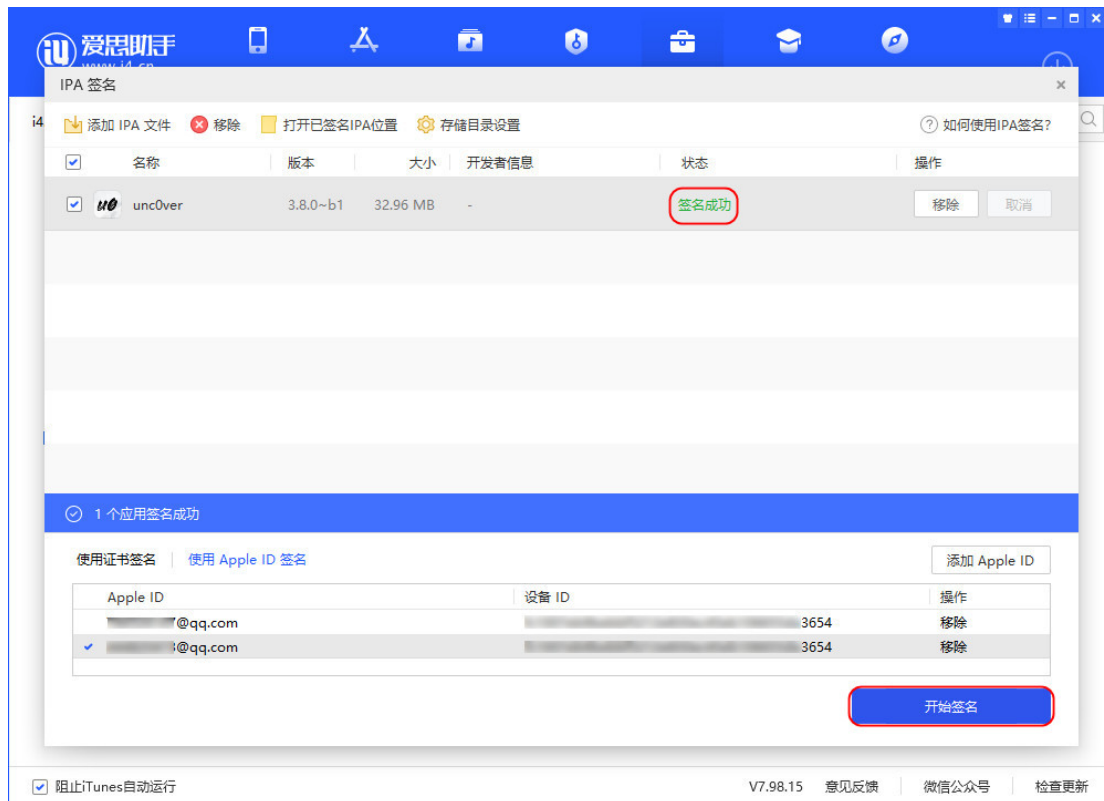 iU 爱思助手
www.i4.cn
IPA 签名
i4
添加 IPA 文件 移除 打开已签名IPA位置 存储目录设置 如何使用IPA签名?
名称 版本 大小 开发者信息 状态 操作
u0 unc0ver 3.8.0~b1 32.96 MB - 签名成功 移除 取消
1 个应用签名成功
使用证书签名 使用 Apple ID 签名 添加 Apple ID
Apple ID 设备 ID 操作
@qq.com 3654 移除
@qq.com 3654 移除
开始签名
阻止iTunes自动运行 V7.98.15 意见反馈 微信公众号 检查更新